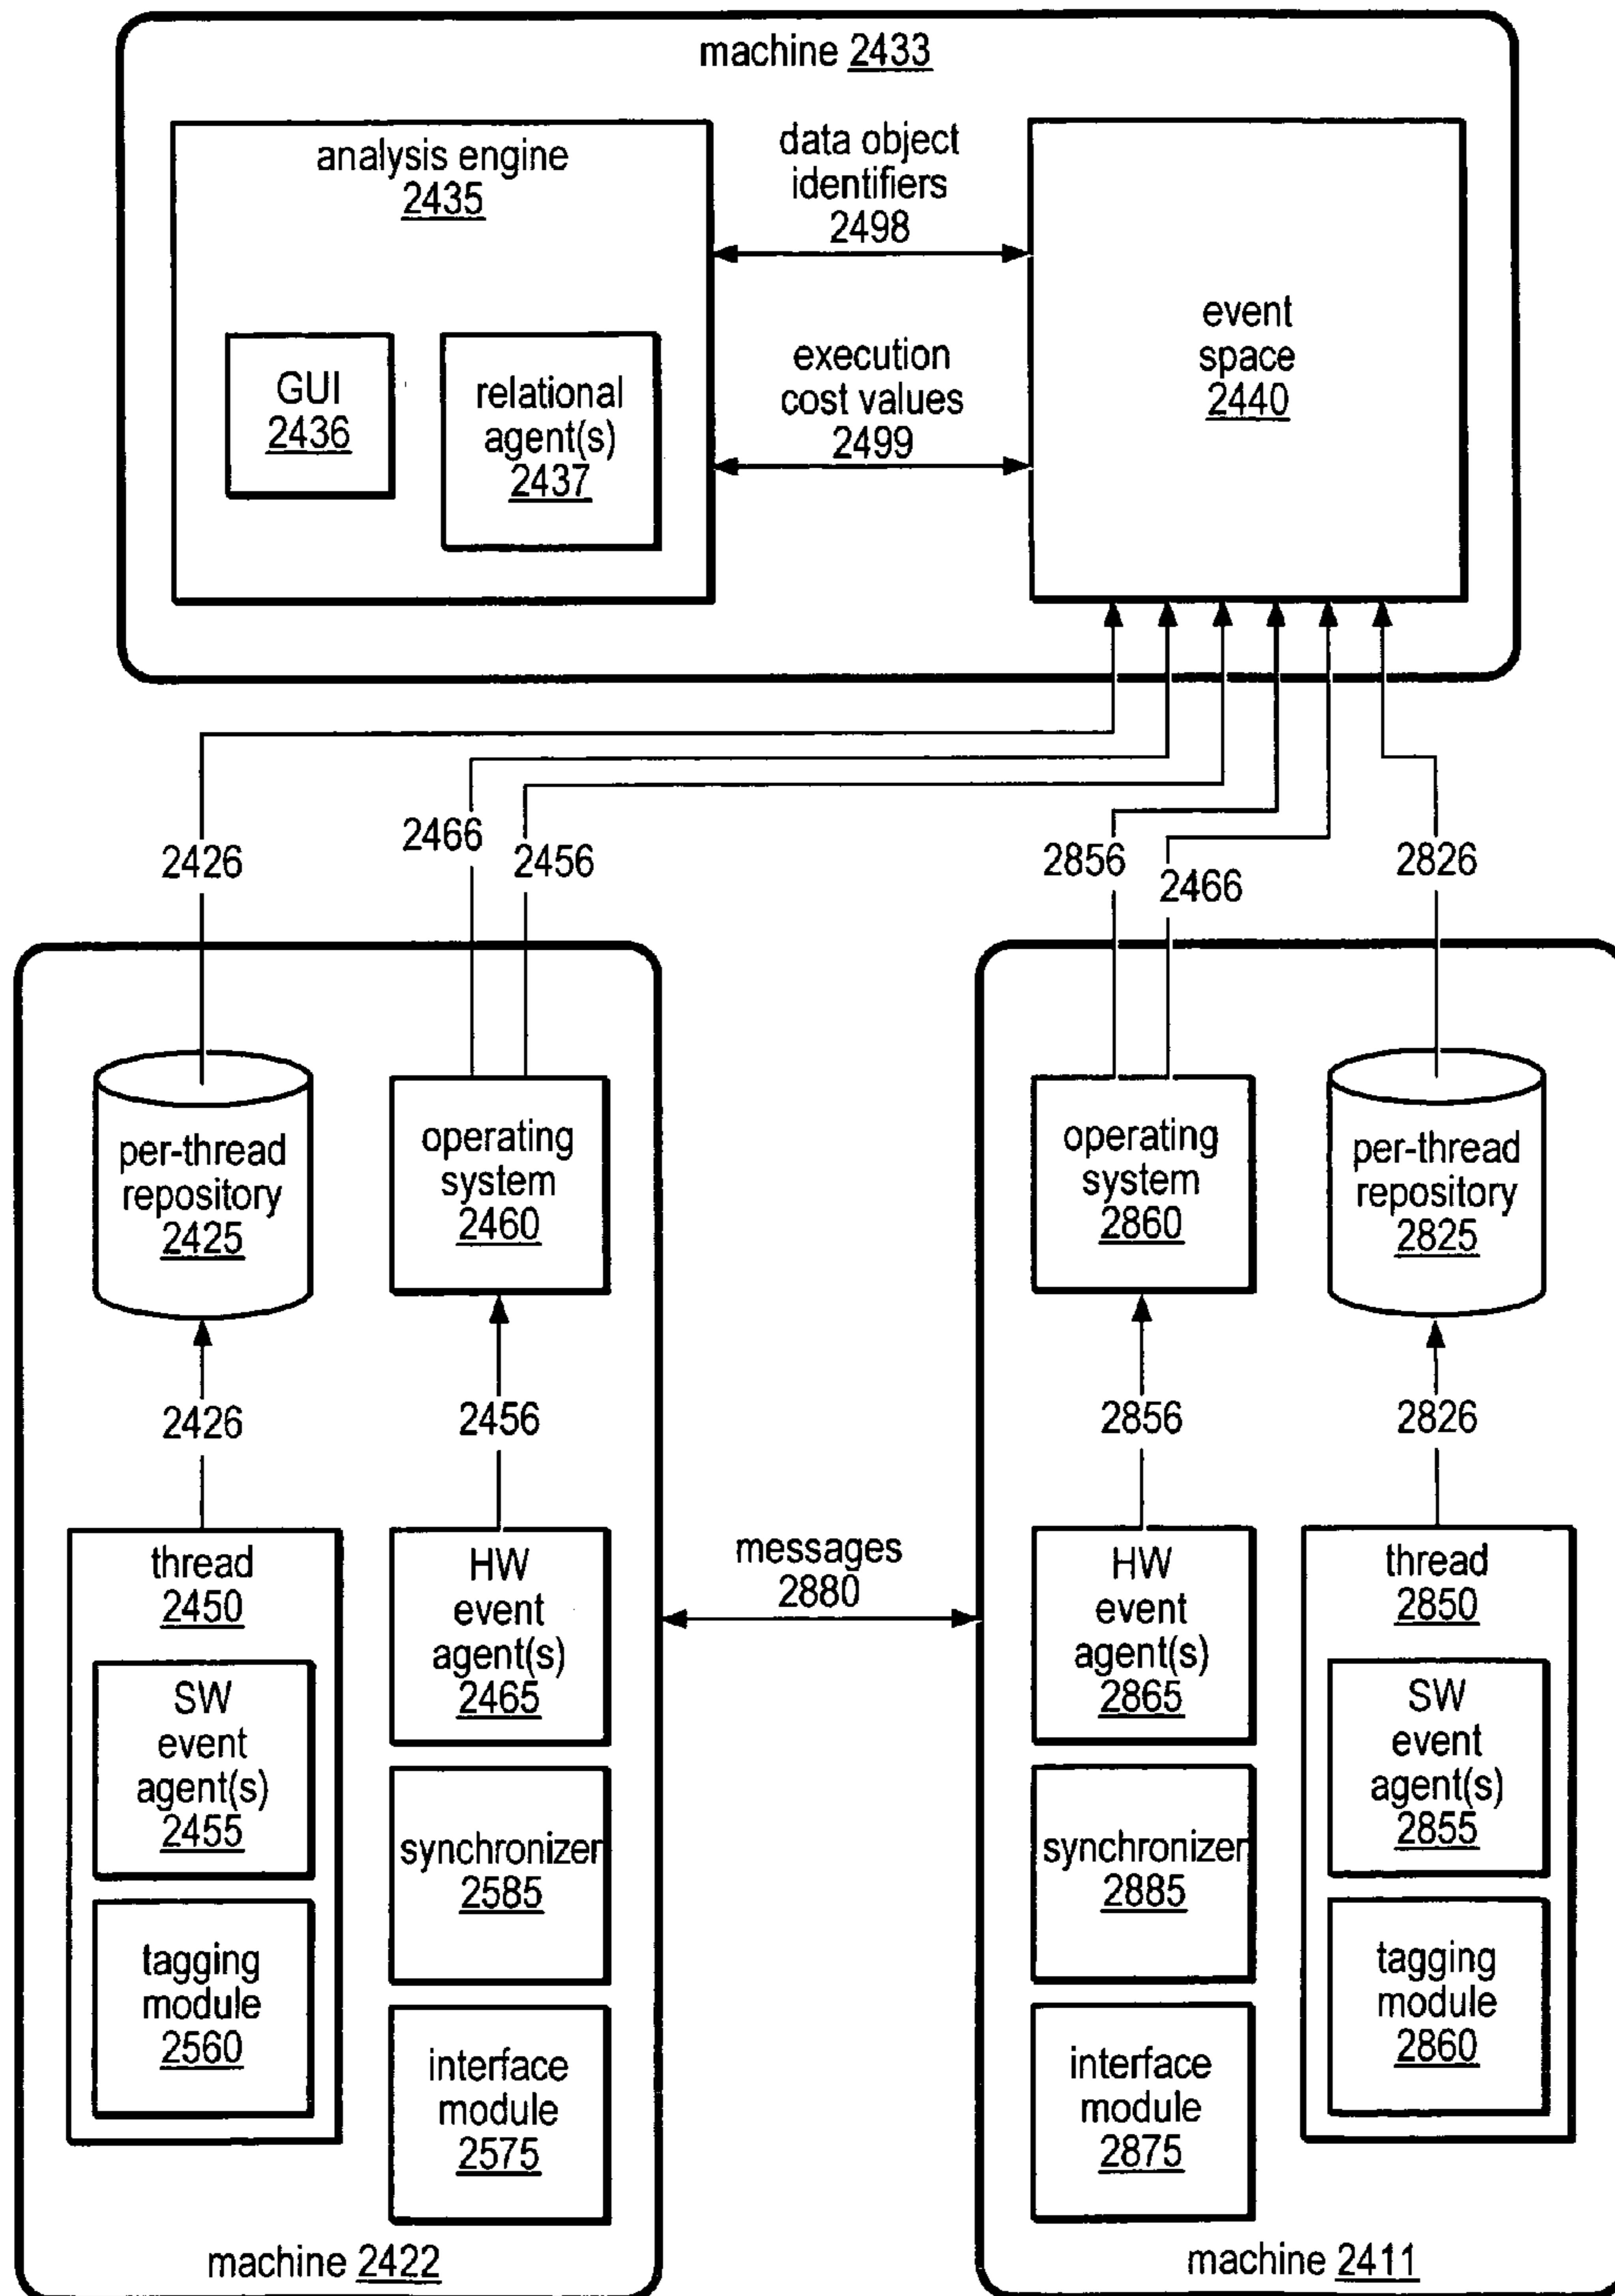 machine 2433
analysis engine
2435
data object
identifiers
2498
event
space
2440
GUI
2436
relational
agent(s)
2437
execution
cost values
2499
2426
2466
2456
2856
2466
2826
per-thread
repository
2425
operating
system
2460
operating
system
2860
per-thread
repository
2825
2426
2456
2856
2826
thread
2450
HW
event
agent(s)
2465
messages
2880
HW
event
agent(s)
2865
thread
2850
SW
event
agent(s)
2455
synchronizer
2585
synchronizer
2885
SW
event
agent(s)
2855
tagging
module
2560
interface
module
2575
interface
module
2875
tagging
module
2860
machine 2422
machine 2411